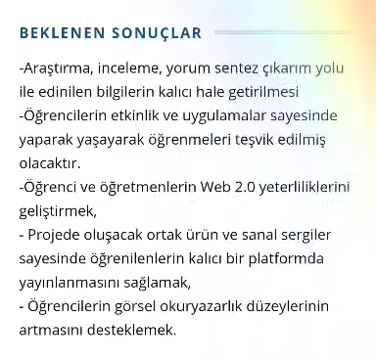 BEKLENEN SONUÇLAR
-Araştırma, inceleme, yorum sentez çıkarım yolu
ile edinilen bilgilerin kalıcı hale getirilmesi
-Öğrencilerin etkinlik ve uygulamalar sayesinde
yaparak yaşayarak öğrenmeleri teşvik edilmiş
olacaktır.
-Öğrenci ve öğretmenlerin Web 2.0 yeterliliklerini
geliştirmek,
- Projede oluşacak ortak ürün ve sanal sergiler
sayesinde öğrenilenlerin kalıcı bir platformda
yayınlanmasını sağlamak,
- Öğrencilerin görsel okuryazarlık düzeylerinin
artmasını desteklemek.